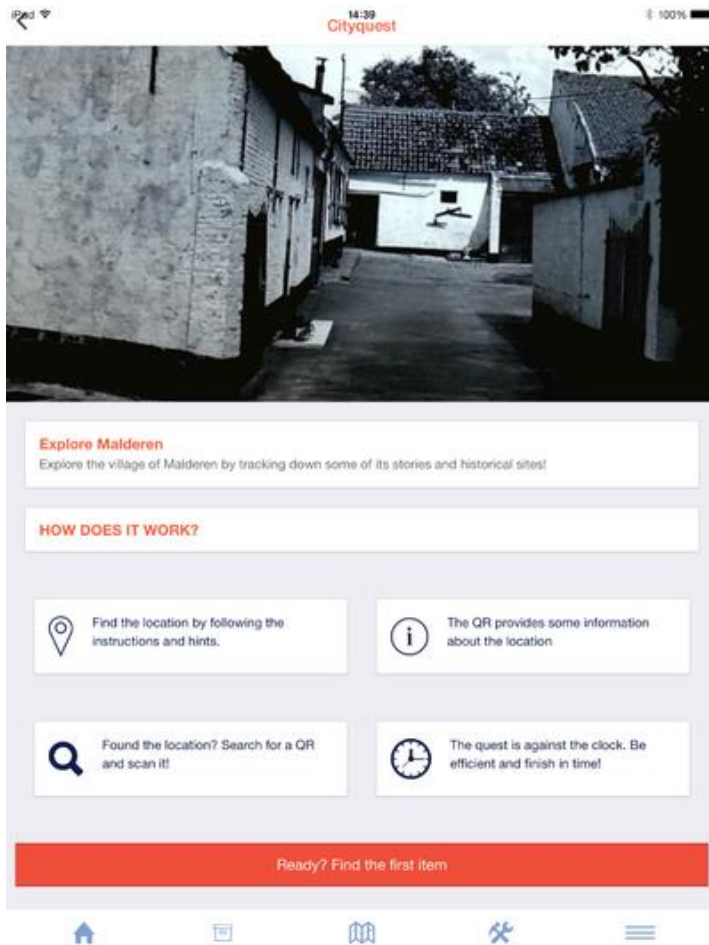 iPad 14:39 100%
Cityquest
Explore Malderen
Explore the village of Malderen by tracking down some of its stories and historical sites!
HOW DOES IT WORK?
Find the location by following the
instructions and hints.
The QR provides some information
about the location
Found the location? Search for a QR
and scan it!
The quest is against the clock. Be
efficient and finish in time!
Ready? Find the first item